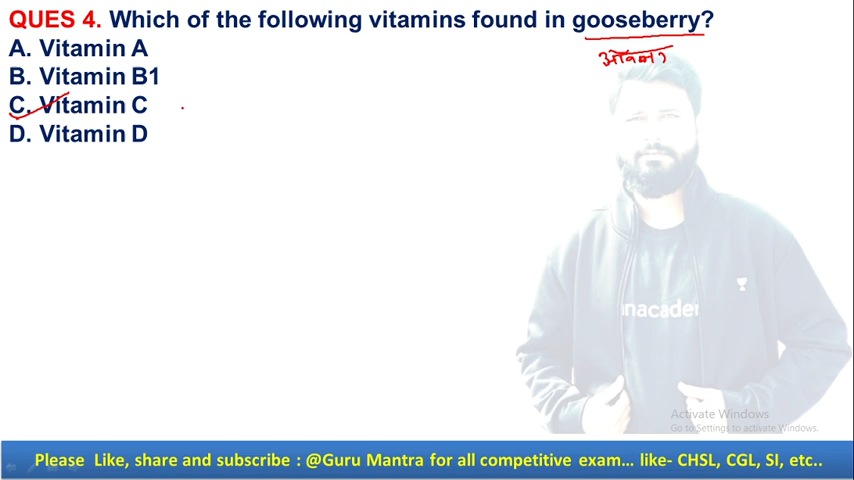 QUES 4. Which of the following vitamins found in gooseberry?
आँवला
A. Vitamin A
B. Vitamin B1
C. Vitamin C
D. Vitamin D
unacader
Activate Windows
Go to Settings to activate Windows.
Please Like, share and subscribe : @Guru Mantra for all competitive exam... like- CHSL, CGL, SI, etc..